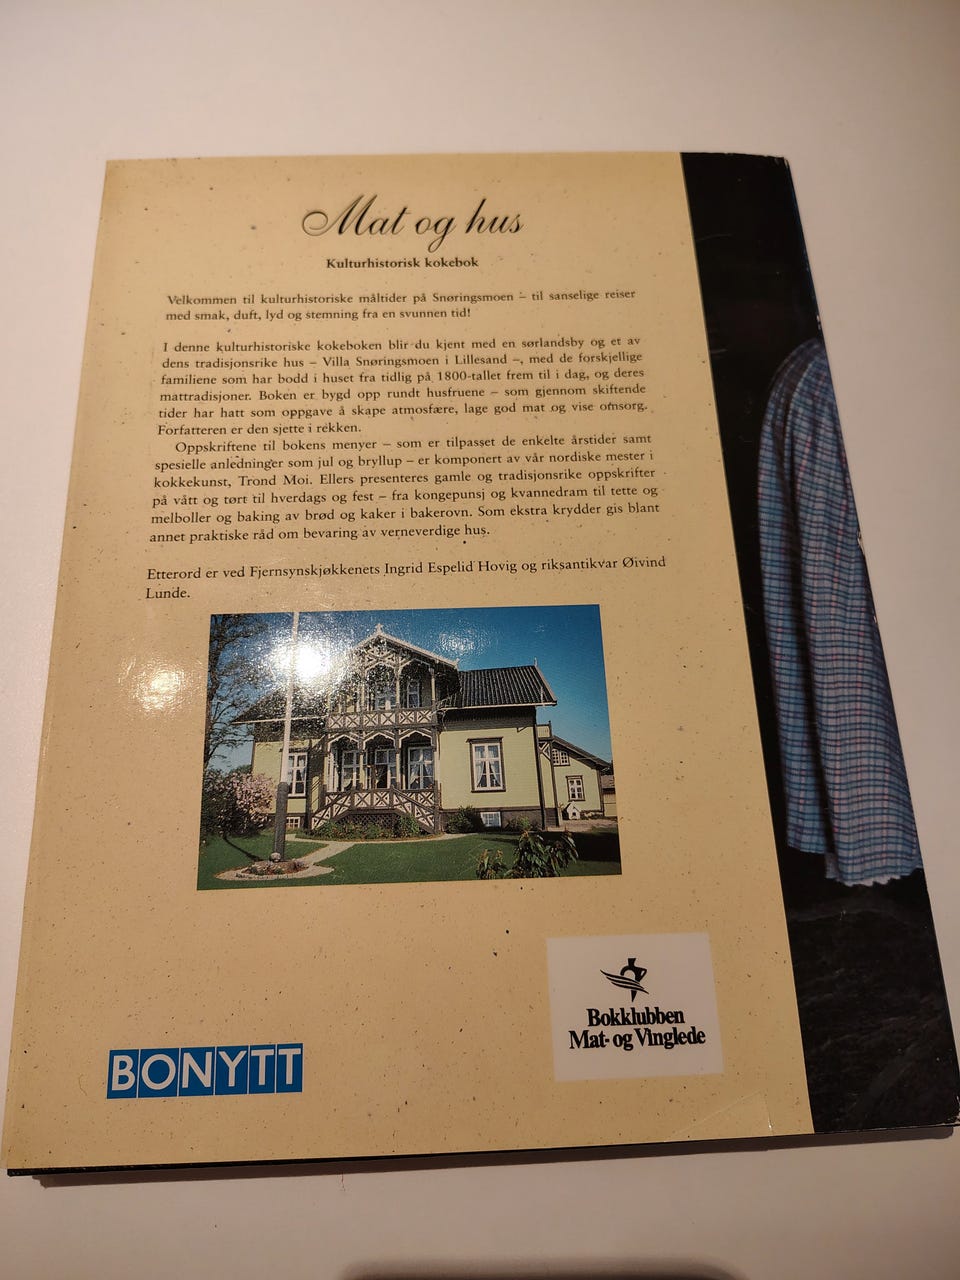 Mat og hus
Kulturhistorisk kokebok
Velkommen til kulturhistoriske måltider på Snøringsmoen – til sanselige reiser
med smak, duft, lyd og stemning fra en svunnen tid!
I denne kulturhistoriske kokeboken blir du kjent med en sørlandsby og et av
dens tradisjonsrike hus – Villa Snøringsmoen i Lillesand –, med de forskjellige
familiene som har bodd i huset fra tidlig på 1800-tallet frem til i dag, og deres
mattradisjoner. Boken er bygd opp rundt husfruene – som gjennom skiftende
tider har hatt som oppgave å skape atmosfære, lage god mat og vise omsorg.
Forfatteren er den sjette i rekken.
Oppskriftene til bokens menyer – som er tilpasset de enkelte årstider samt
spesielle anledninger som jul og bryllup – er komponert av vår nordiske mester i
kokkekunst, Trond Moi. Ellers presenteres gamle og tradisjonsrike oppskrifter
på vått og tørt til hverdags og fest – fra kongepunsj og kvannedram til tette og
melboller og baking av brød og kaker i bakerovn. Som ekstra krydder gis blant
annet praktiske råd om bevaring av verneverdige hus.
Etterord er ved Fjernsynskjøkkenets Ingrid Espelid Hovig og riksantikvar Øivind
Lunde.
Bokklubben
Mat- og Vinglede
BONYTT